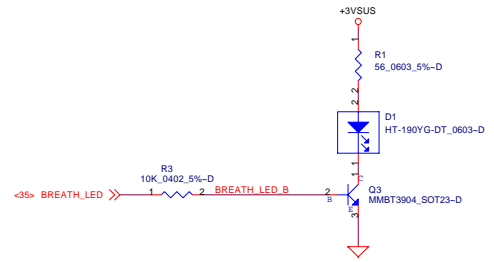 +3VSUS
1
R1
56_0603_5%~D
2
2
D1
HT-190YG-DT_0603~D
1
1
C
R3
10K_0402_5%~D
<35> BREATH_LED
1
2
BREATH_LED_B
2
B
Q3
MMBT3904_SOT23~D
E
3